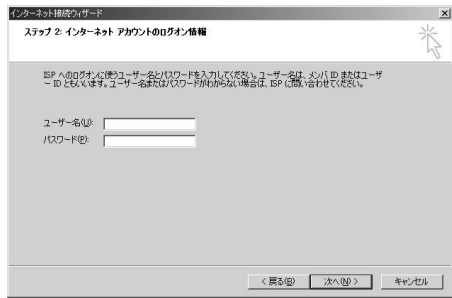 インターネット接続ウィザード
ステップ 2: インターネット アカウントのログオン情報
ISP へのログオンに使うユーザー名とパスワードを入力してください。ユーザー名は、メンバ ID またはユーザ
ー ID ともいいます。ユーザー名またはパスワードがわからない場合は、ISP に問い合わせてください。
ユーザー名(U):
パスワード(P):
< 戻る(B) 次へ(N) > キャンセル